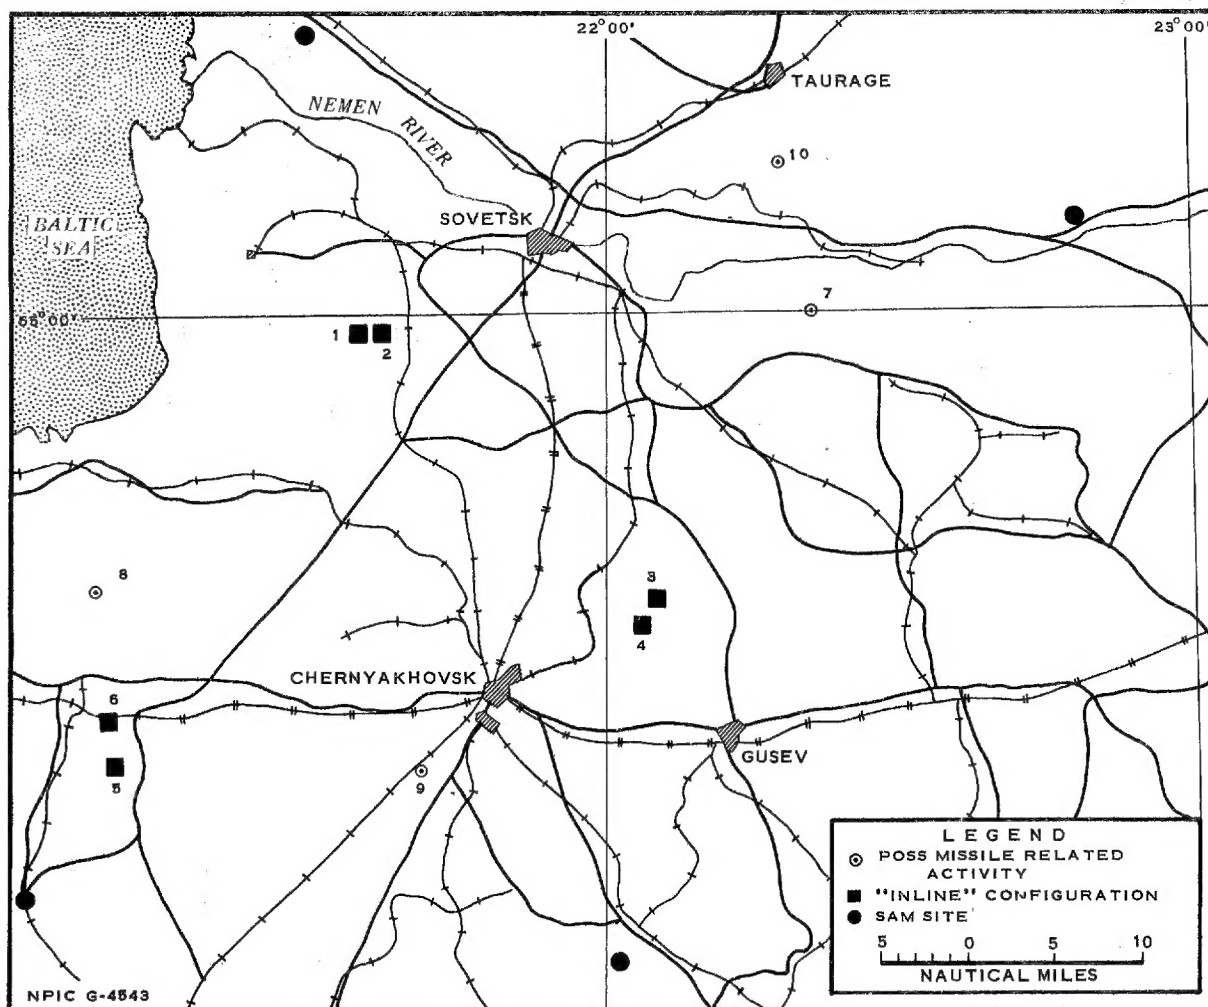 22°00'
23°00'
TAURAGE
NEMEN
RIVER
10
SOVETSK
BALTIC
SEA
7
55°00'
1
2
3
8
4
CHERNYAKHOVSK
6
GUSEV
5
9
LEGEND
POSS MISSILE RELATED
ACTIVITY
"INLINE" CONFIGURATION
SAM SITE
5 0 5 10
NAUTICAL MILES
NPIC G-4543